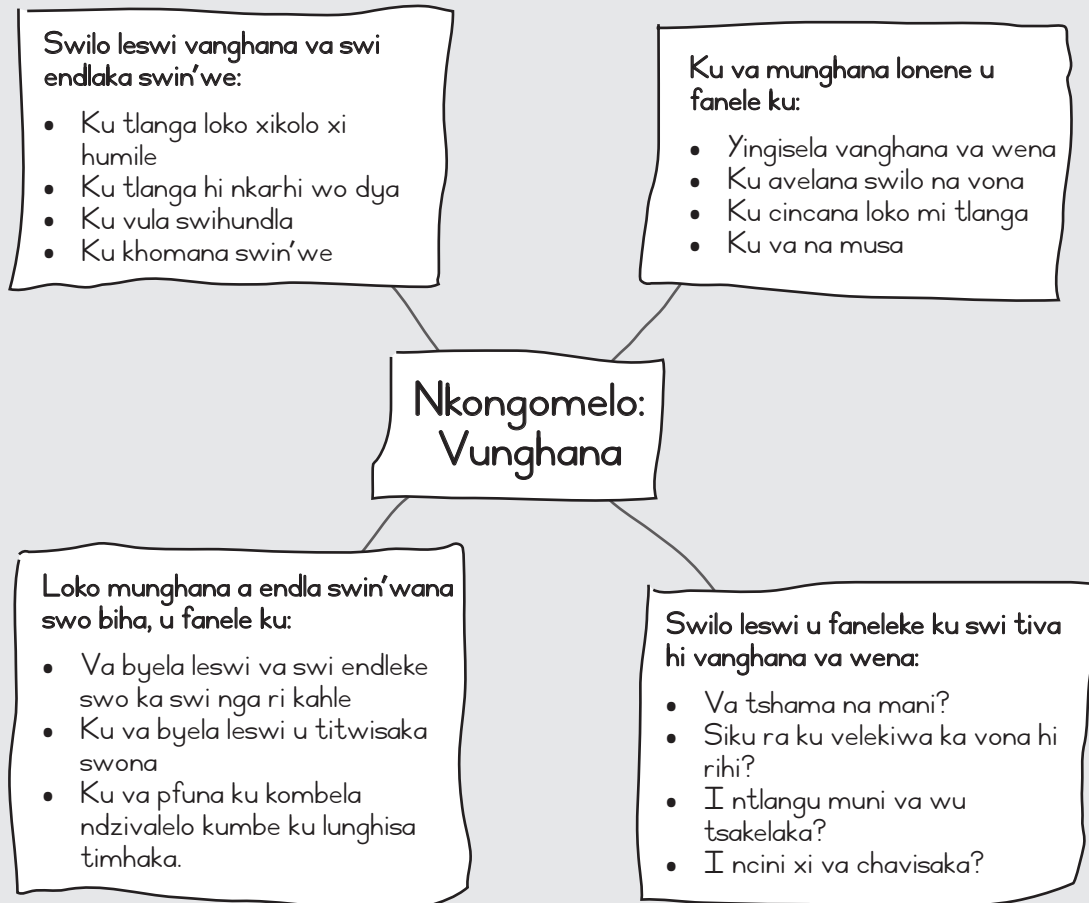 Swilo leswi vanghana va swi
endlaka swin'we:
• Ku tlanga loko xikolo xi
humile
• Ku tlanga hi nkarhi wo dya
• Ku vula swihundla
• Ku khomana swin'we
Ku va munghana lonene u
fanele ku:
• Yingisela vanghana va wena
• Ku avelana swilo na vona
• Ku cincana loko mi tlanga
• Ku va na musa
Nkongomelo:
Vunghana
Loko munghana a endla swin'wana
swo biha, u fanele ku:
• Va byela leswi va swi endleke
swo ka swi nga ri kahle
• Ku va byela leswi u titwisaka
swona
• Ku va pfuna ku kombela
ndzivalelo kumbe ku lunghisa
timhaka.
Swilo leswi u faneleke ku swi tiva
hi vanghana va wena:
• Va tshama na mani?
• Siku ra ku velekiwa ka vona hi
rihi?
• I ntlangu muni va wu
tsakelaka?
• I ncini xi va chavisaka?